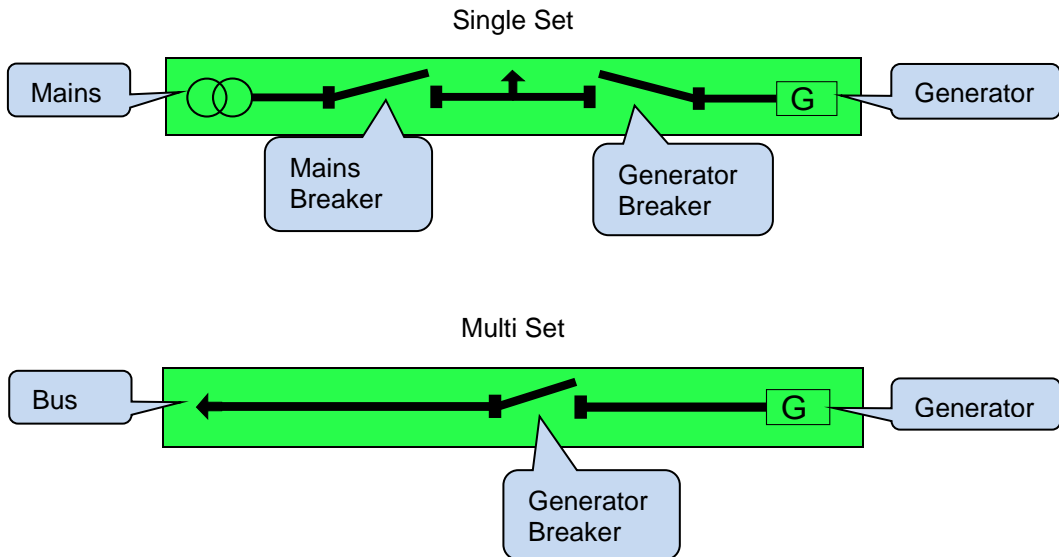 Single Set
Mains
G
Generator
Mains
Breaker
Generator
Breaker
Multi Set
Bus
G
Generator
Generator
Breaker